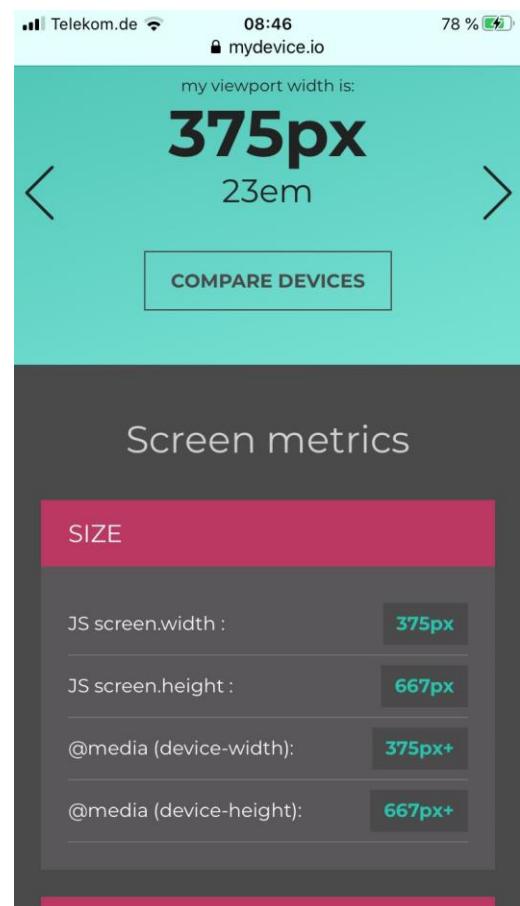 Telekom.de 08:46 78 %
mydevice.io
my viewport width is:
375px
23em
COMPARE DEVICES
Screen metrics
SIZE
JS screen.width : 375px
JS screen.height : 667px
@media (device-width): 375px+
@media (device-height): 667px+